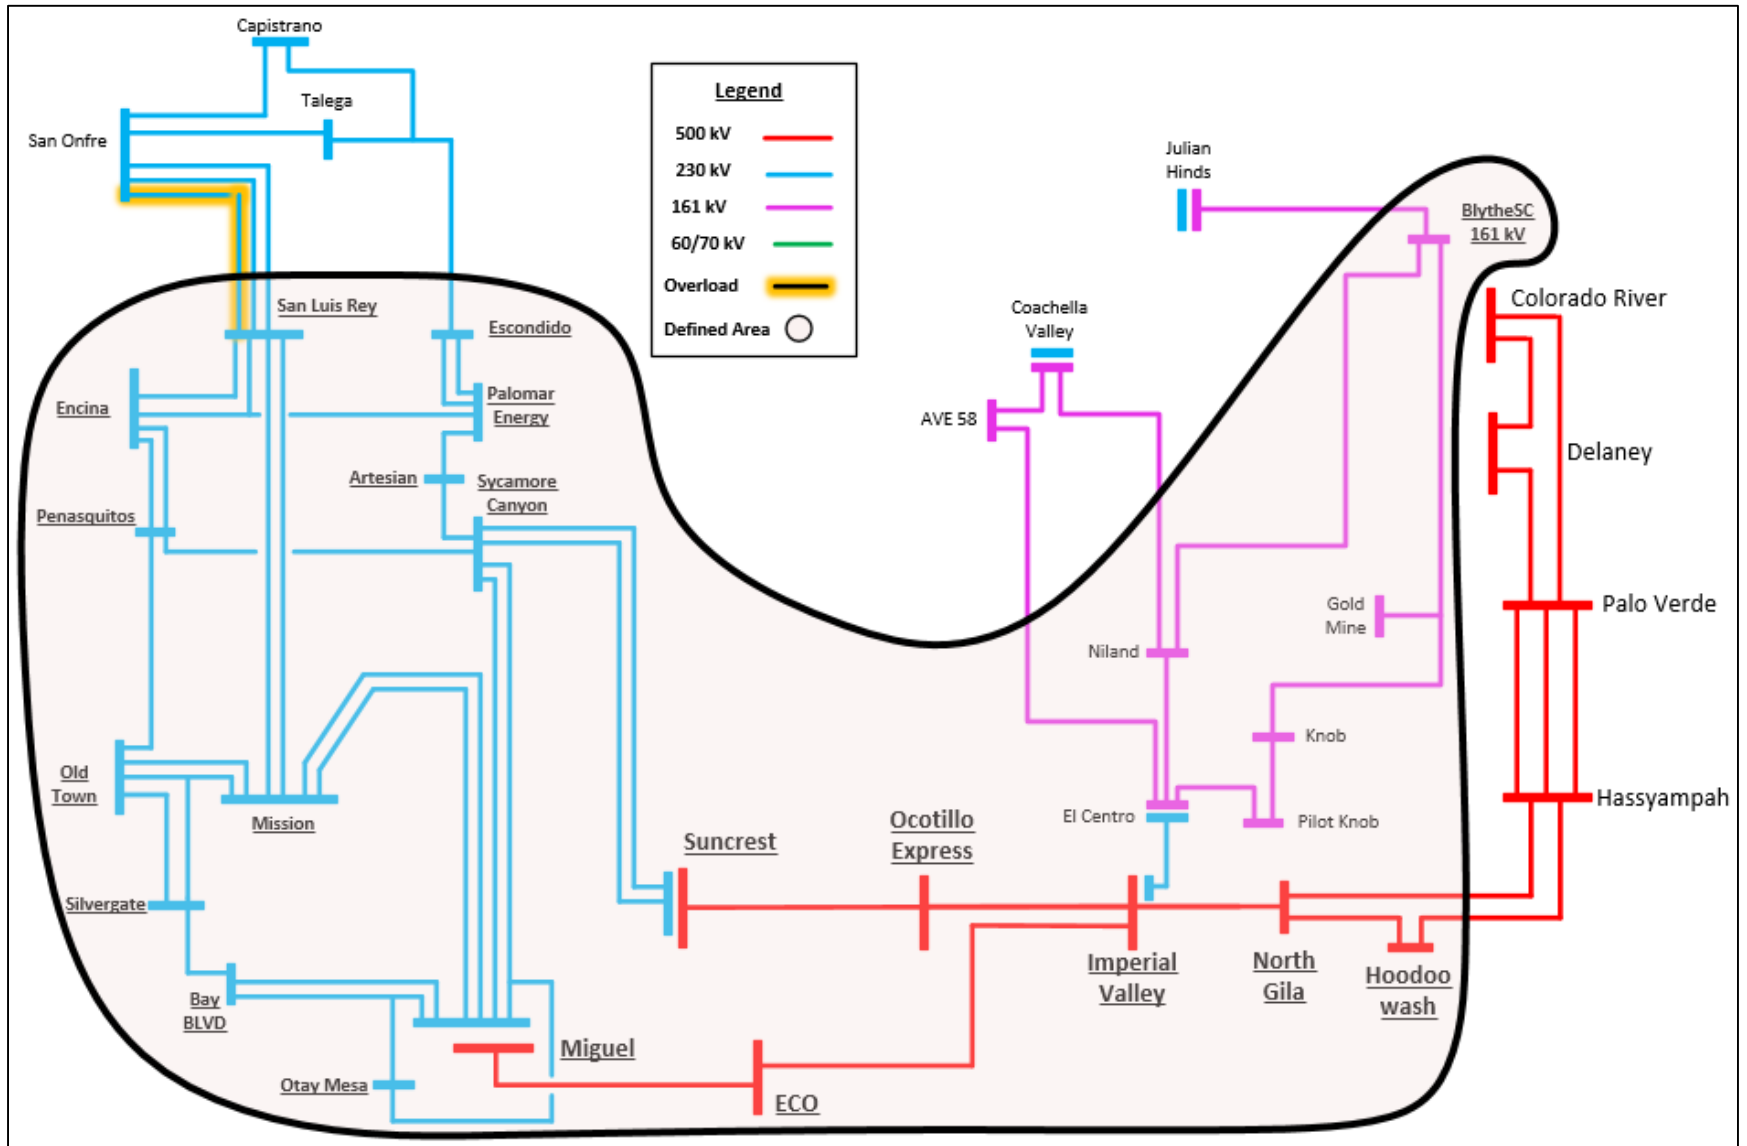 Capistrano
Talega
San Onfre
Legend
500 kV
230 kV
161 kV
60/70 kV
Overload
Defined Area
Julian
Hinds
BlytheSC
161 kV
Colorado River
San Luis Rey
Escondido
Coachella
Valley
Encina
Palomar
Energy
AVE 58
Delaney
Artesian
Sycamore
Canyon
Penasquitos
Palo Verde
Gold
Mine
Niland
Knob
Old
Town
Mission
Hassyampah
El Centro
Pilot Knob
Suncrest
Ocotillo
Express
Silvergate
Imperial
Valley
North
Gila
Hoodoo
wash
Bay
BLVD
Miguel
Otay Mesa
ECO